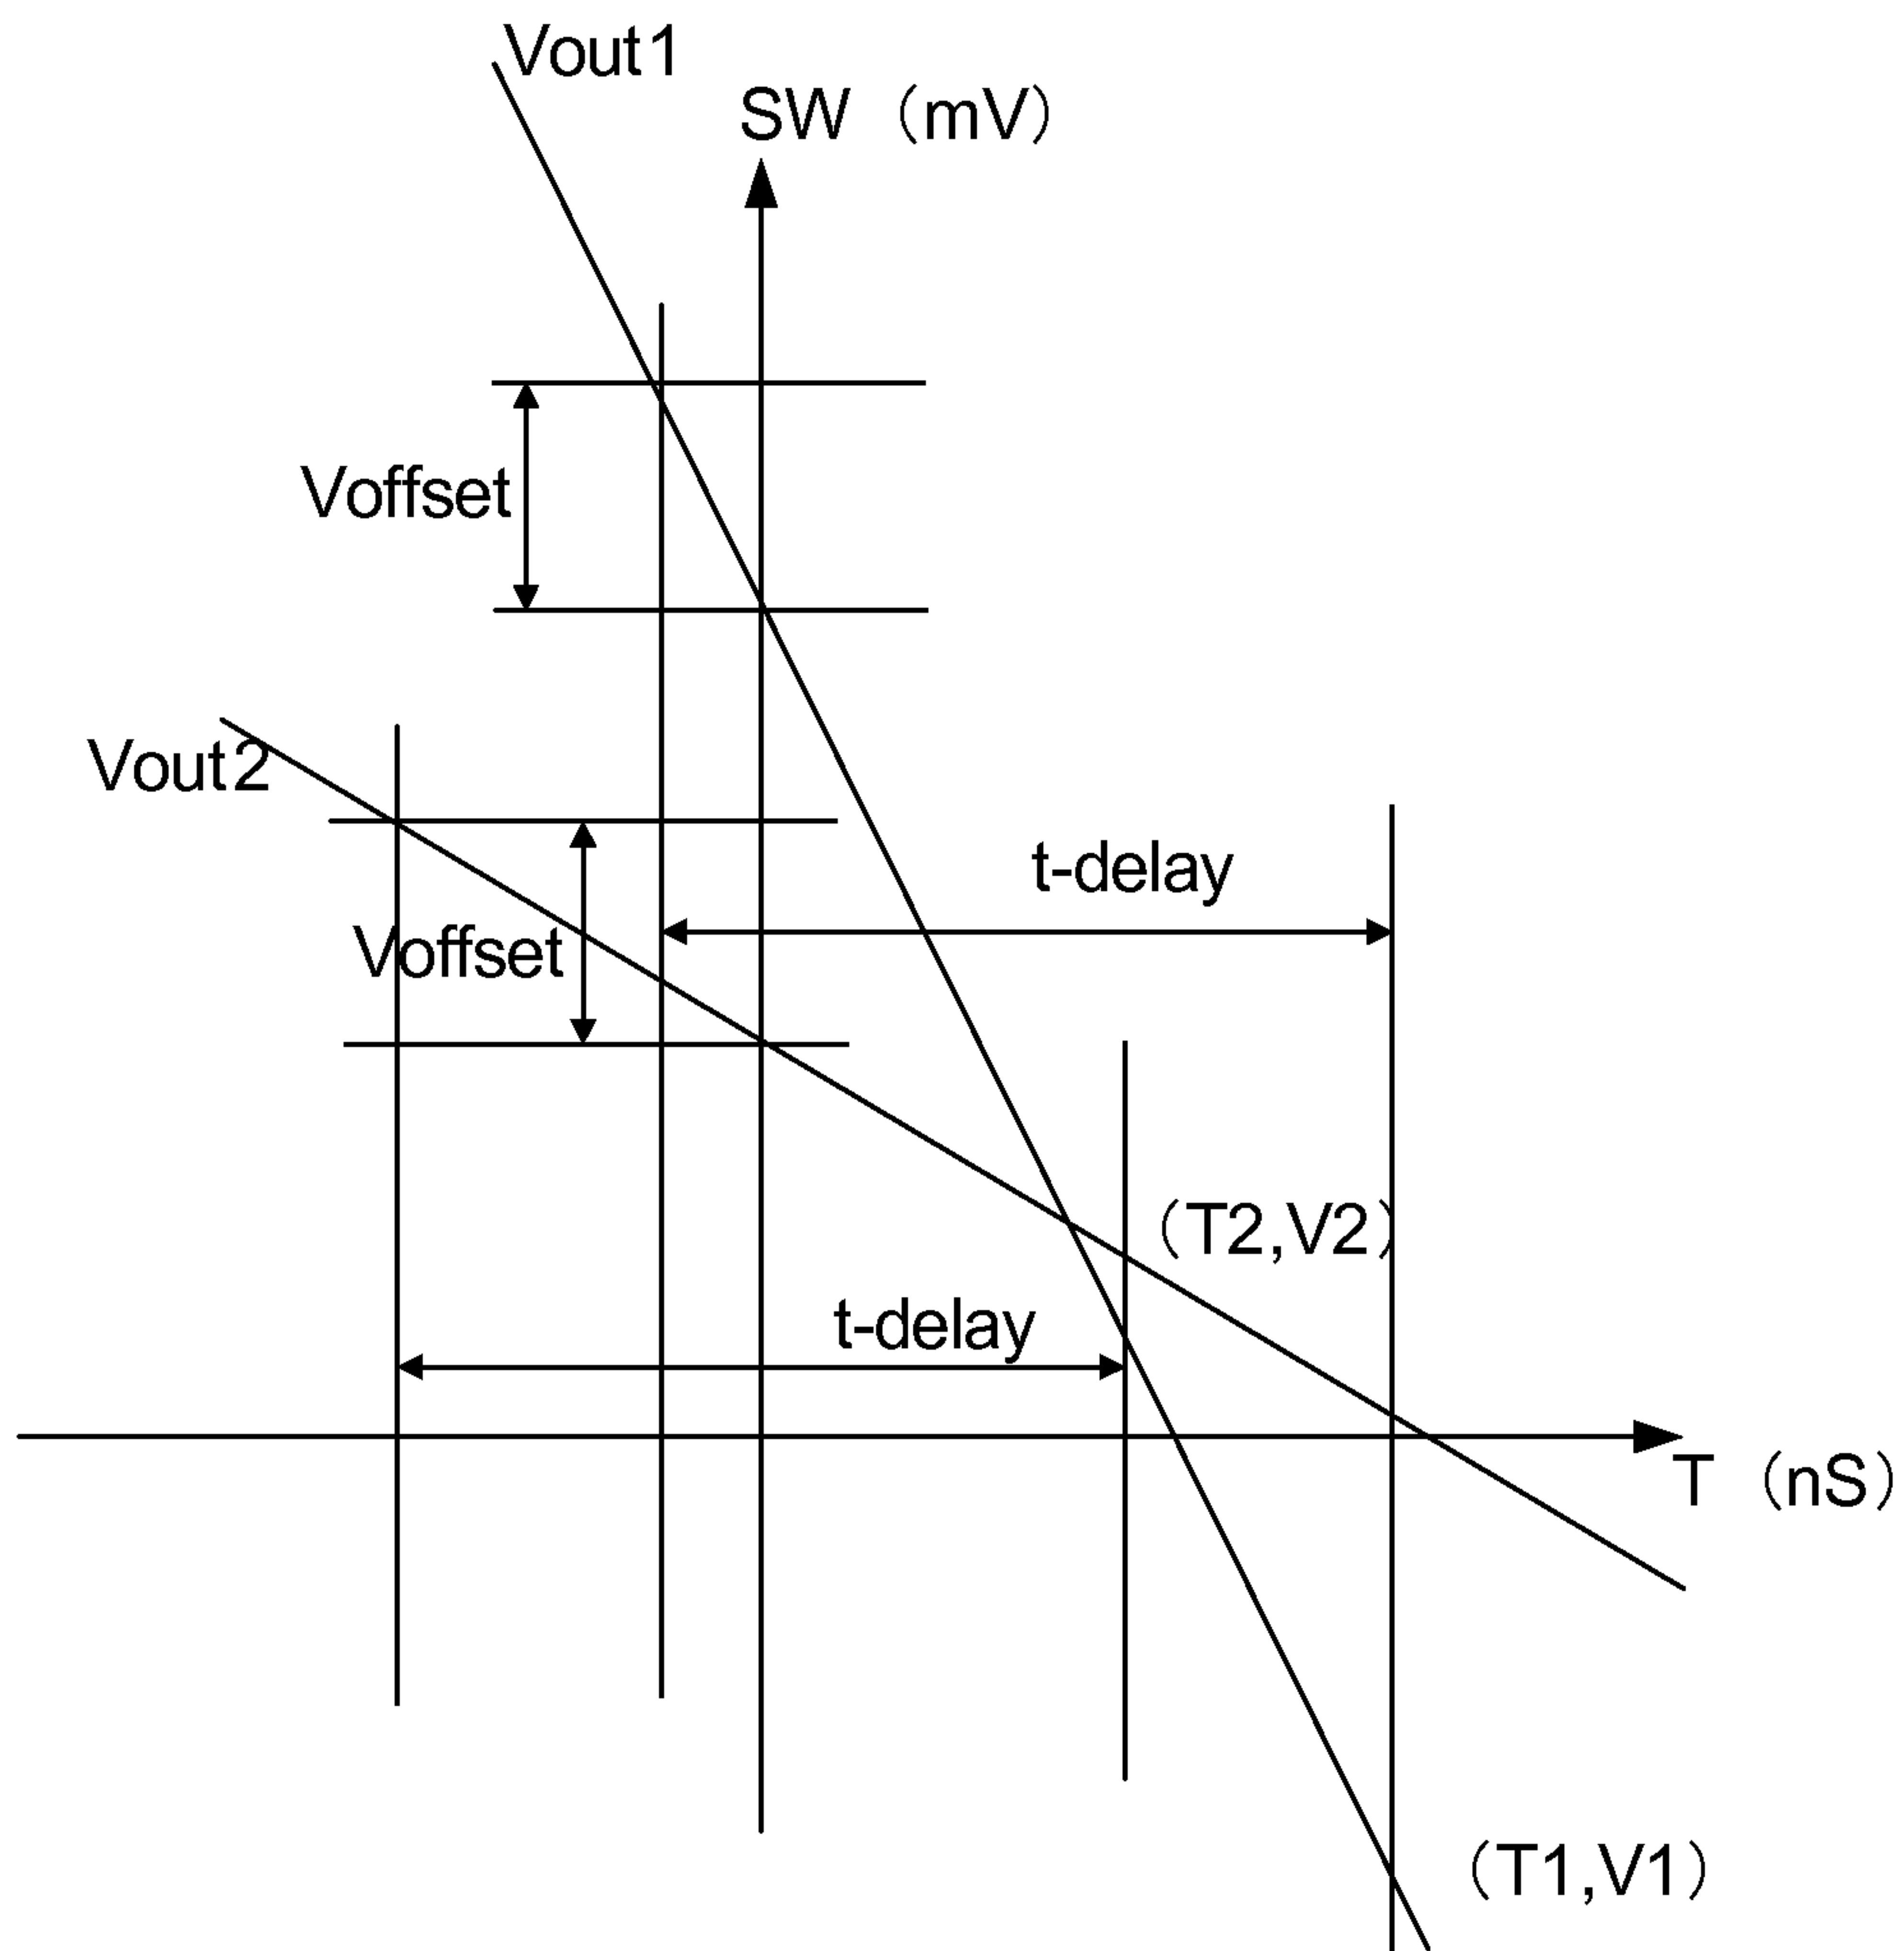 Vout1
SW（mV）
Voffset
Vout2
t-delay
Voffset
（T2,V2）
t-delay
T（nS）
（T1,V1）